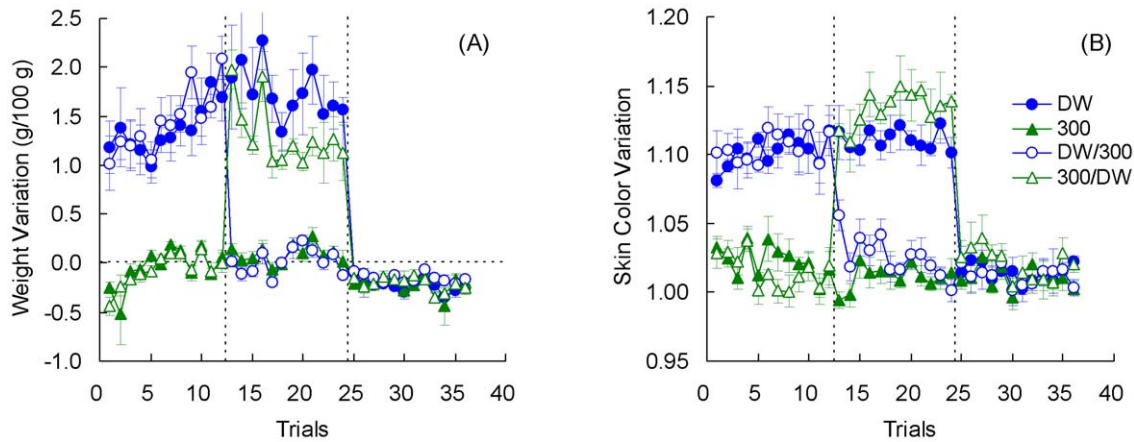 (A)
Weight Variation (g/100 g)
2.5
2.0
1.5
1.0
0.5
0.0
-0.5
-1.0
0 5 10 15 20 25 30 35 40
Trials
(B)
Skin Color Variation
1.20
1.15
1.10
1.05
1.00
0.95
0 5 10 15 20 25 30 35 40
Trials
DW
300
DW/300
300/DW